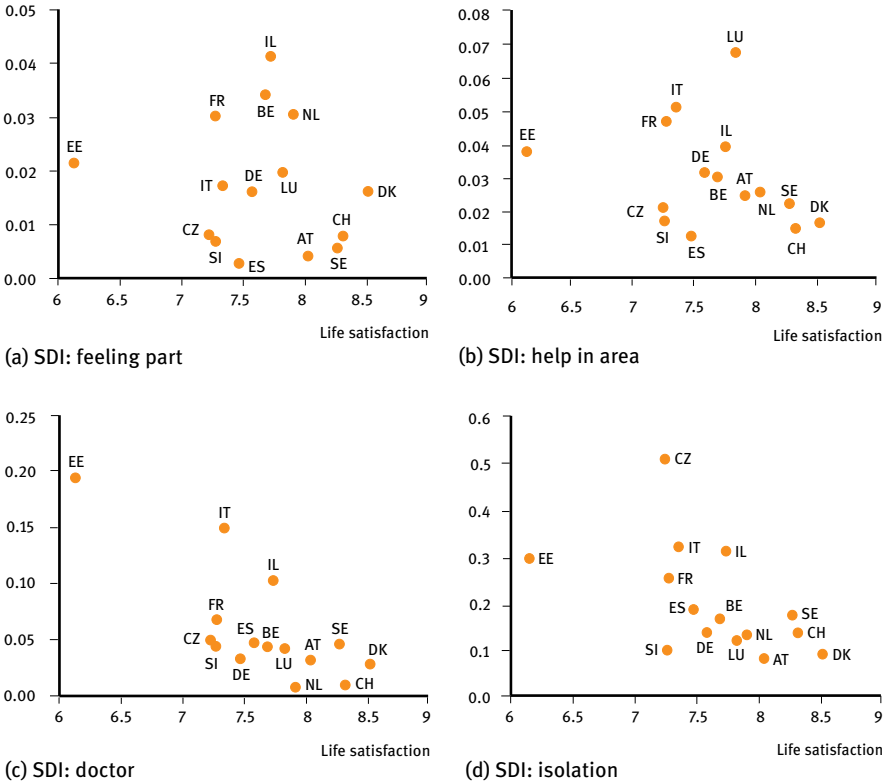 0.05
0.04
0.03
0.02
0.01
0.00
IL
FR
BE
NL
EE
IT
DE
LU
DK
CZ
SI
ES
AT
CH
SE
6 6.5 7 7.5 8 8.5 9
Life satisfaction
(a) SDI: feeling part
0.08
0.07
0.06
0.05
0.04
0.03
0.02
0.01
0.00
LU
IT
FR
EE
IL
DE
BE
AT
NL
SE
DK
CZ
SI
ES
CH
6 6.5 7 7.5 8 8.5 9
Life satisfaction
(b) SDI: help in area
0.25
0.20
0.15
0.10
0.05
0.00
EE
IT
IL
FR
CZ
SI
ES
BE
DE
LU
AT
SE
DK
NL
CH
6 6.5 7 7.5 8 8.5 9
Life satisfaction
(c) SDI: doctor
0.6
0.5
0.3
0.2
0.1
0.0
CZ
EE
IT
IL
FR
ES
BE
SE
SI
DE
LU
NL
CH
AT
DK
6 6.5 7 7.5 8 8.5 9
Life satisfaction
(d) SDI: isolation